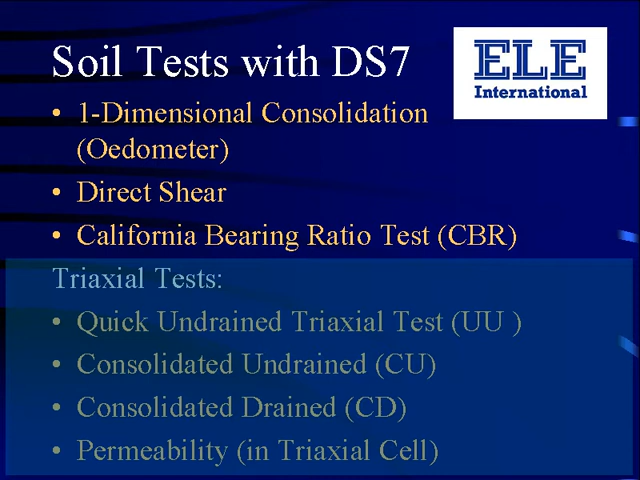 Soil Tests with DS7
ELE
International
• 1-Dimensional Consolidation
(Oedometer)
• Direct Shear
• California Bearing Ratio Test (CBR)
Triaxial Tests:
• Quick Undrained Triaxial Test (UU )
• Consolidated Undrained (CU)
• Consolidated Drained (CD)
• Permeability (in Triaxial Cell)